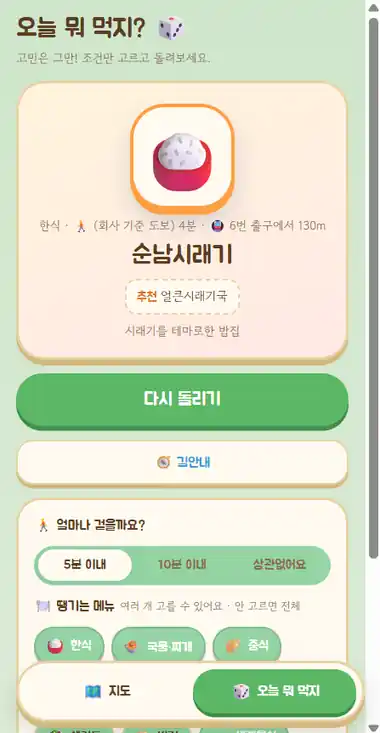 오늘 뭐 먹지?
고민은 그만! 조건만 고르고 돌려보세요.
한식 · (회사 기준 도보) 4분 · 6번 출구에서 130m
순남시래기
추천 얼큰시래기국
시래기를 테마로한 밥집
다시 돌리기
길안내
얼마나 걸을까요?
5분 이내 10분 이내 상관없어요
땡기는 메뉴 여러 개 고를 수 있어요 · 안 고르면 전체
한식 국물·찌개 중식
지도 오늘 뭐 먹지